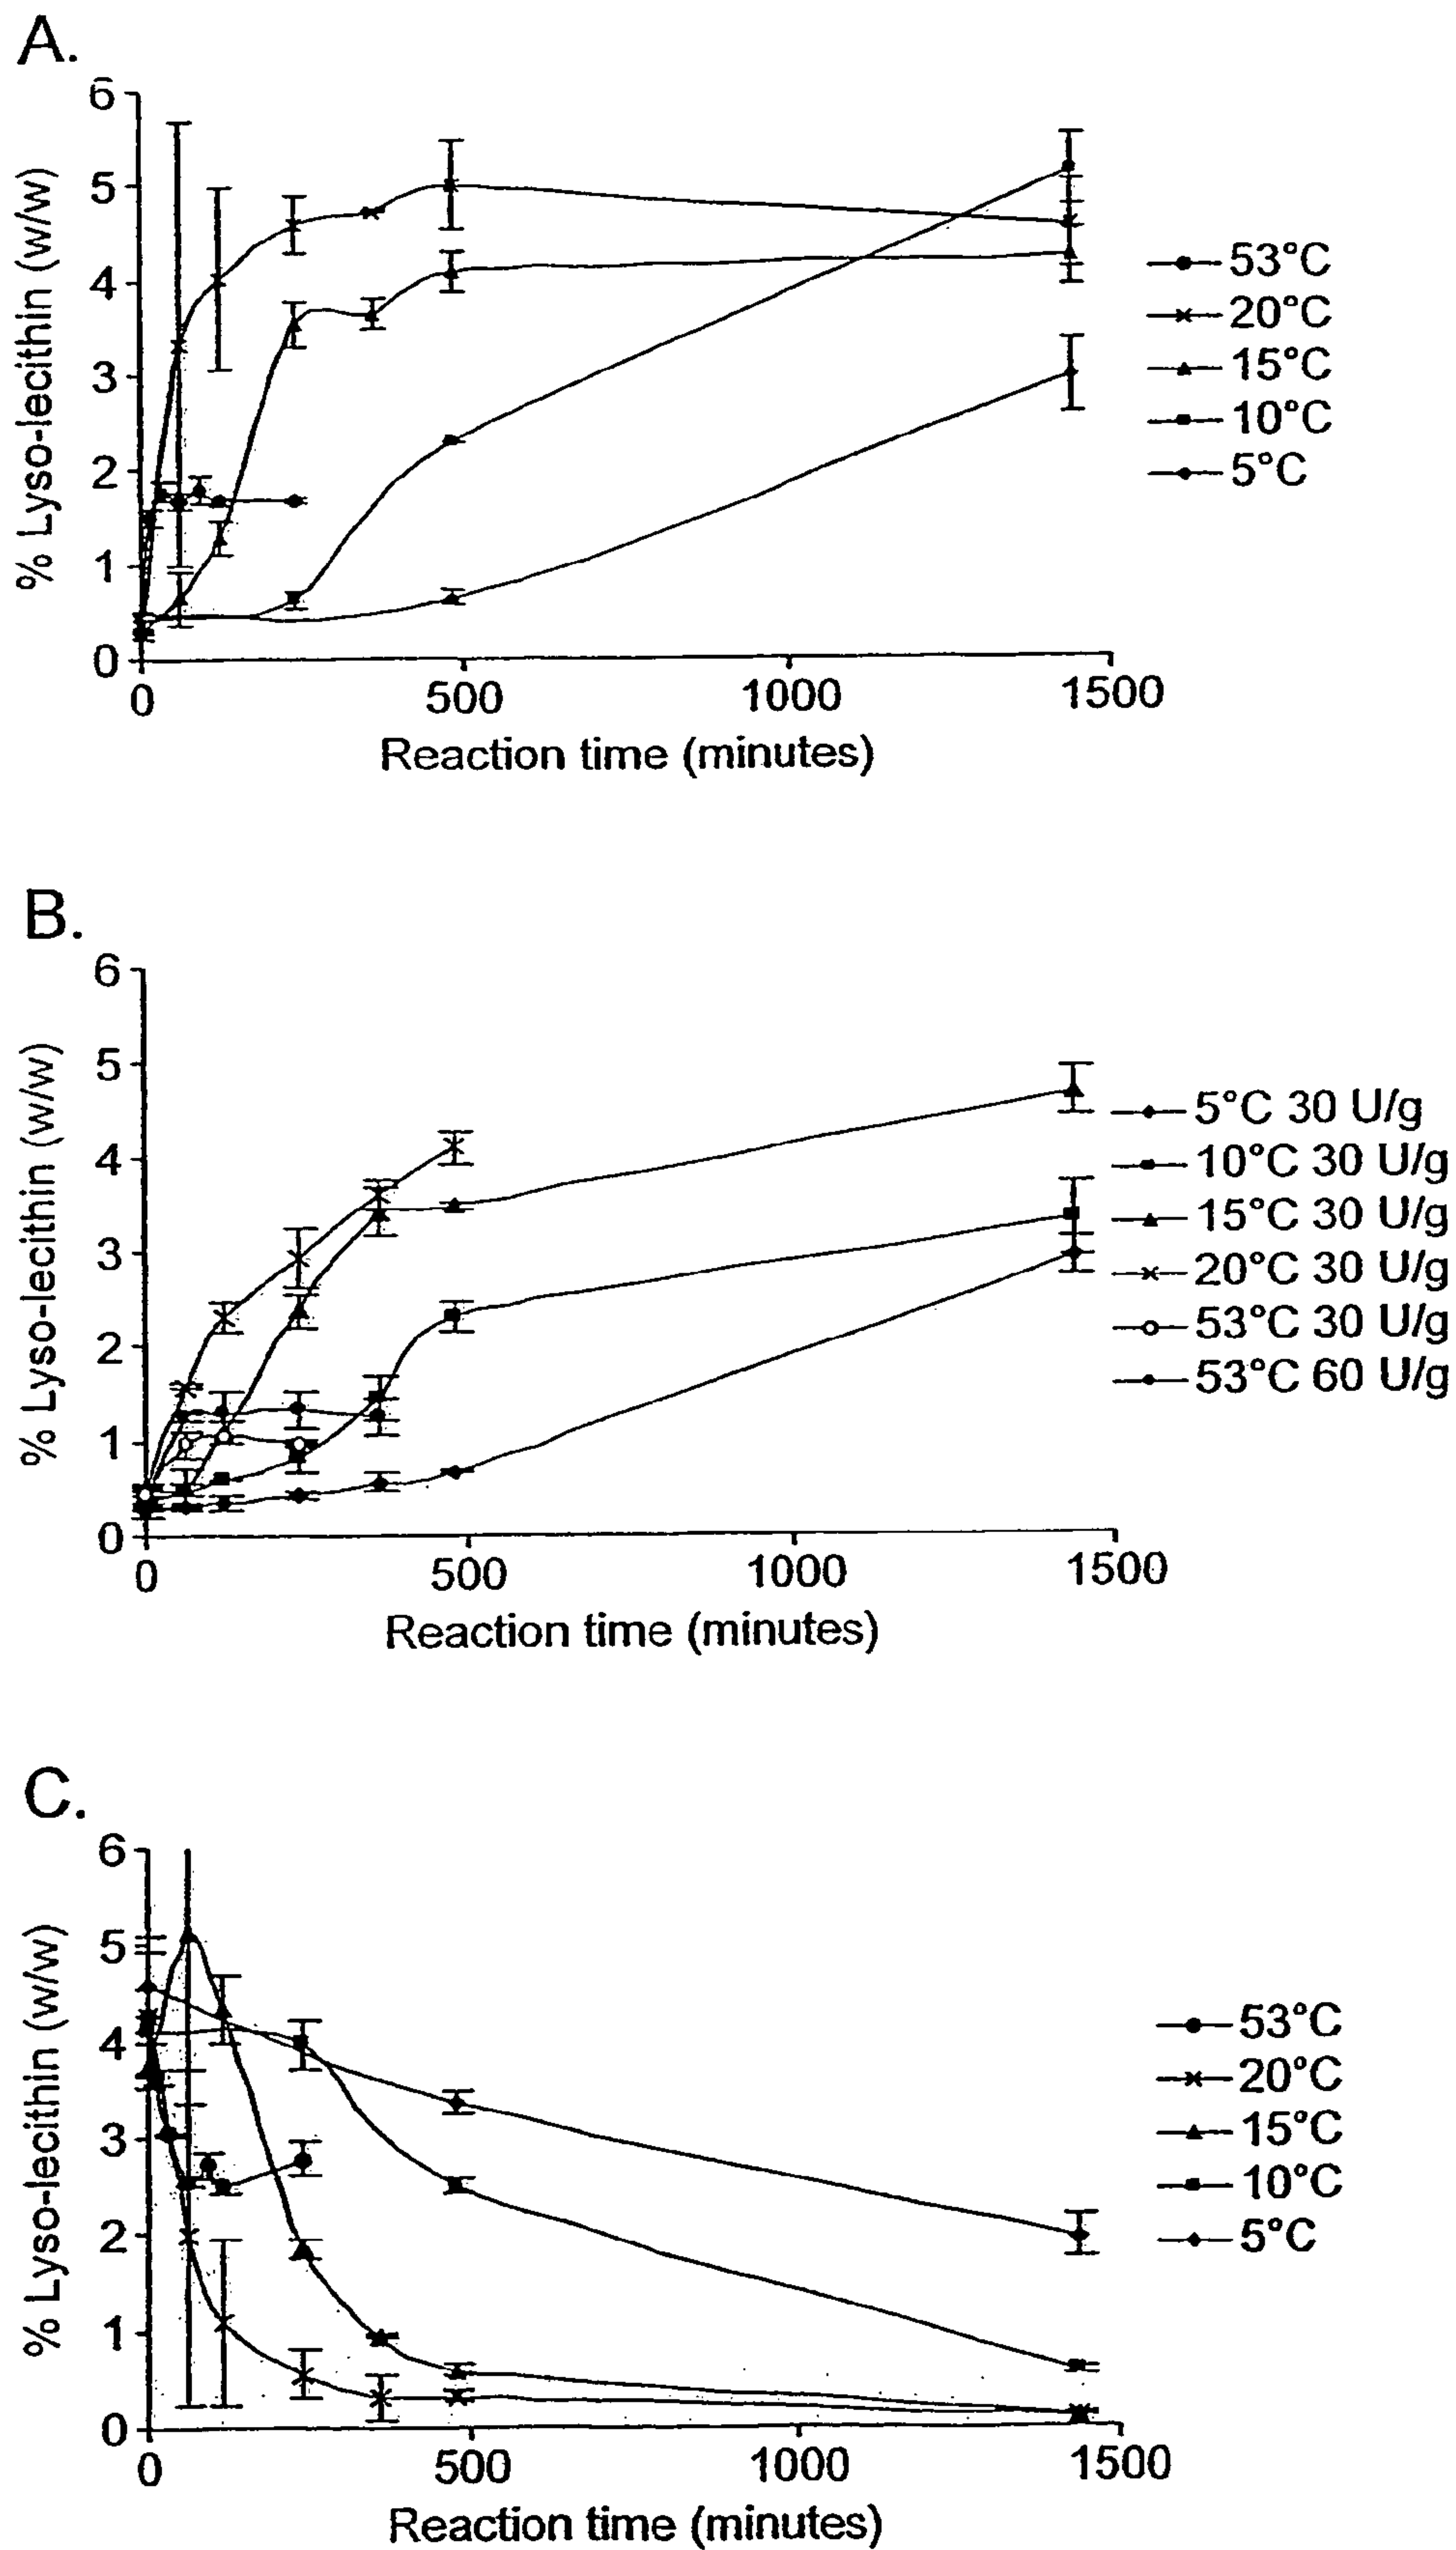 A.
6
5
4
3
2
1
0
% Lyso-lecithin (w/w)
0 500 1000 1500
Reaction time (minutes)
53°C
20°C
15°C
10°C
5°C
B.
6
5
4
3
2
1
0
% Lyso-lecithin (w/w)
0 500 1000 1500
Reaction time (minutes)
5°C 30 U/g
10°C 30 U/g
15°C 30 U/g
20°C 30 U/g
53°C 30 U/g
53°C 60 U/g
C.
6
5
4
3
2
1
0
% Lyso-lecithin (w/w)
0 500 1000 1500
Reaction time (minutes)
53°C
20°C
15°C
10°C
5°C